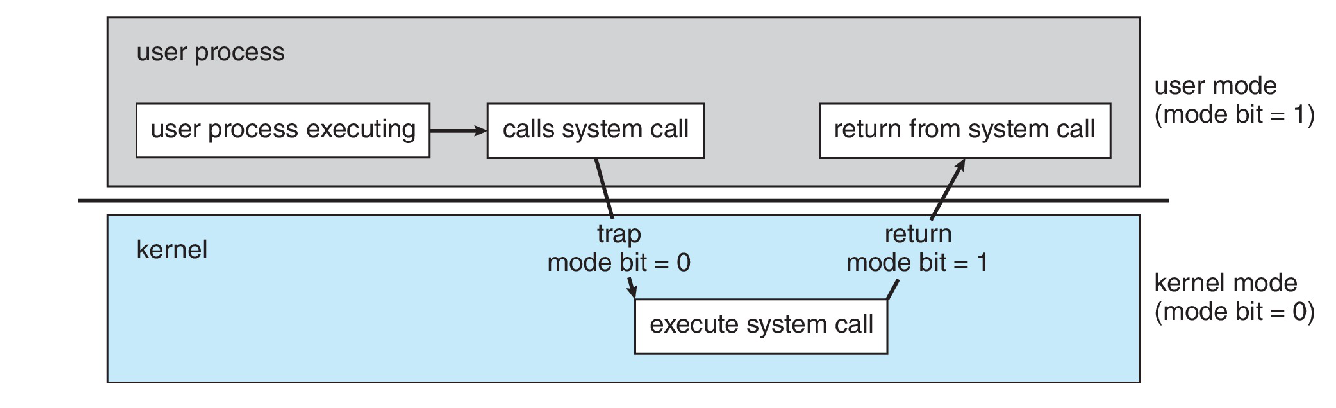 user process
user process executing
calls system call
return from system call
user mode
(mode bit = 1)
kernel
trap
mode bit = 0
return
mode bit = 1
execute system call
kernel mode
(mode bit = 0)